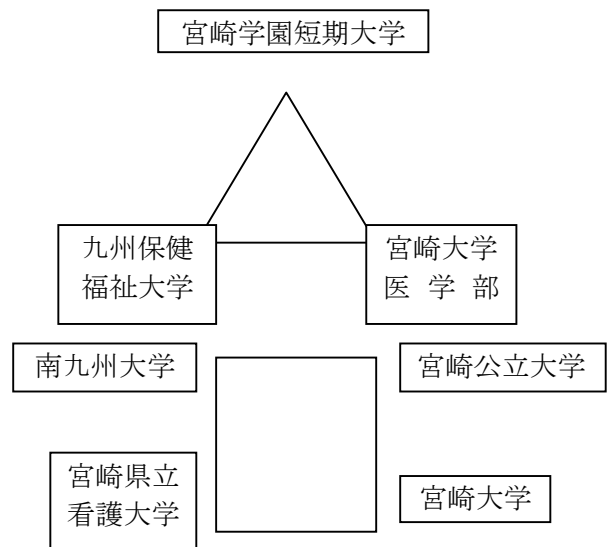 宮崎学園短期大学
九州保健
福祉大学
宮崎大学
医 学 部
南九州大学
宮崎公立大学
宮崎県立
看護大学
宮崎大学